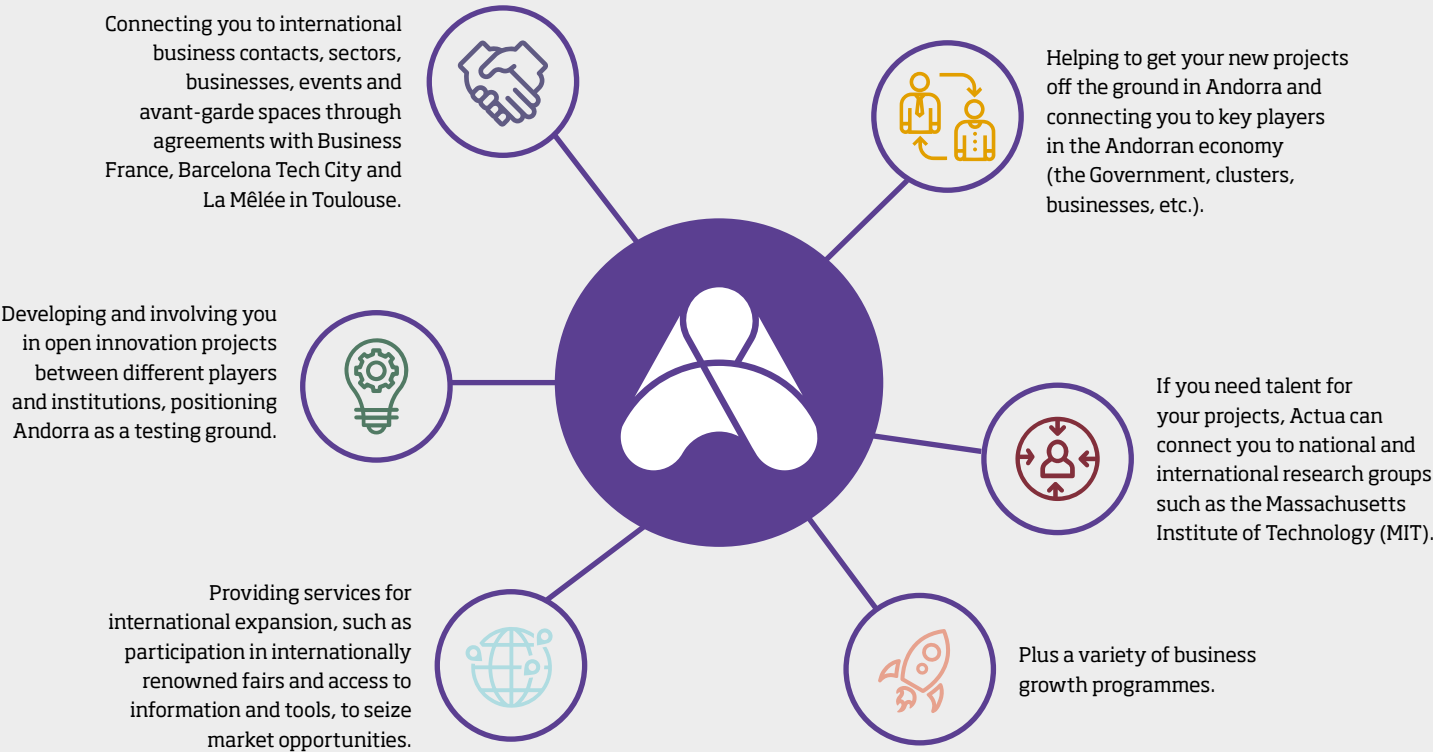 Connecting you to international
business contacts, sectors,
businesses, events and
avant-garde spaces through
agreements with Business
France, Barcelona Tech City and
La Mêlée in Toulouse.
Helping to get your new projects
off the ground in Andorra and
connecting you to key players
in the Andorran economy
(the Government, clusters,
businesses, etc.).
Developing and involving you
in open innovation projects
between different players
and institutions, positioning
Andorra as a testing ground.
If you need talent for
your projects, Actua can
connect you to national and
international research groups
such as the Massachusetts
Institute of Technology (MIT).
Providing services for
international expansion, such as
participation in internationally
renowned fairs and access to
information and tools, to seize
market opportunities.
Plus a variety of business
growth programmes.